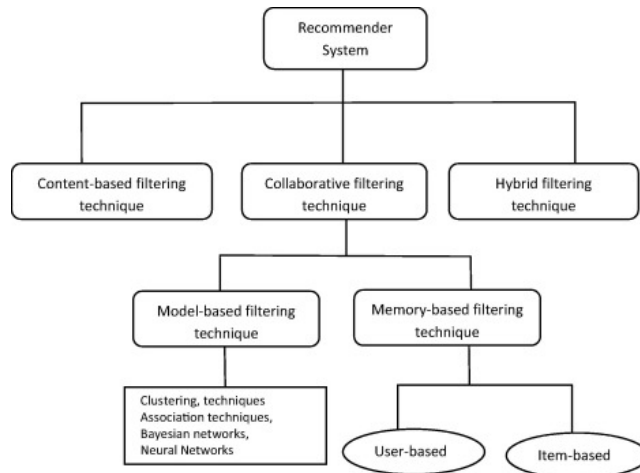 Recommender
System
Content-based filtering
technique
Collaborative filtering
technique
Hybrid filtering
technique
Model-based filtering
technique
Memory-based filtering
technique
Clustering, techniques
Association techniques,
Bayesian networks,
Neural Networks
User-based
Item-based